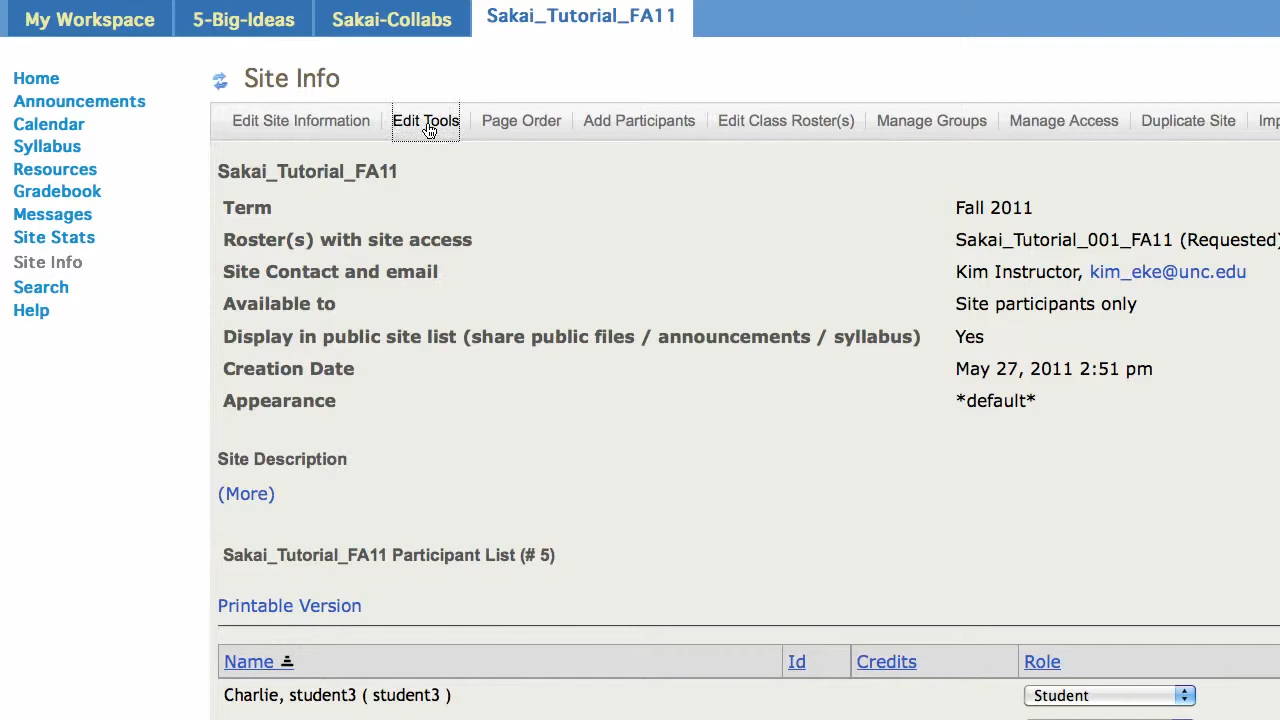 My Workspace 5-Big-Ideas Sakai-Collabs Sakai_Tutorial_FA11
Home
Announcements
Calendar
Syllabus
Resources
Gradebook
Messages
Site Stats
Site Info
Search
Help
Site Info
Edit Site Information Edit Tools Page Order Add Participants Edit Class Roster(s) Manage Groups Manage Access Duplicate Site
Sakai_Tutorial_FA11
Term Fall 2011
Roster(s) with site access Sakai_Tutorial_001_FA11 (Requested)
Site Contact and email Kim Instructor, kim_eke@unc.edu
Available to Site participants only
Display in public site list (share public files / announcements / syllabus) Yes
Creation Date May 27, 2011 2:51 pm
Appearance *default*
Site Description
(More)
Sakai_Tutorial_FA11 Participant List (# 5)
Printable Version
Name Id Credits Role
Charlie, student3 ( student3 ) Student